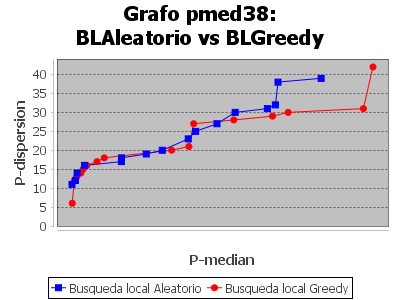 Grafo pmed38:
BLAleatorio vs BLGreedy
40
35
30
25
20
15
10
5
0
P-dispersion
P-median
Busqueda local Aleatorio Busqueda local Greedy